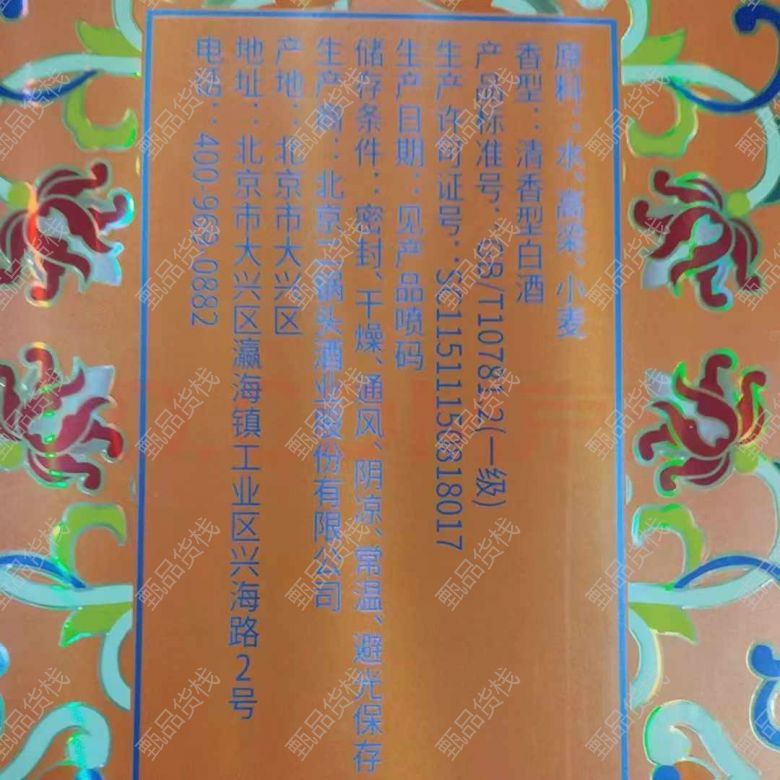 原料：水、高粱、小麦
香型：清香型白酒
产品标准号：GB/T10781.2(一级)
生产许可证号：SC11511150818017
生产日期：见产品喷码
储存条件：密封、干燥、通风、阴凉、常温、避光保存
生产商：北京二锅头酒业股份有限公司
产地：北京市大兴区
地址：北京市大兴区瀛海镇工业区兴海路2号
电话：400-962-0882
甄品货栈